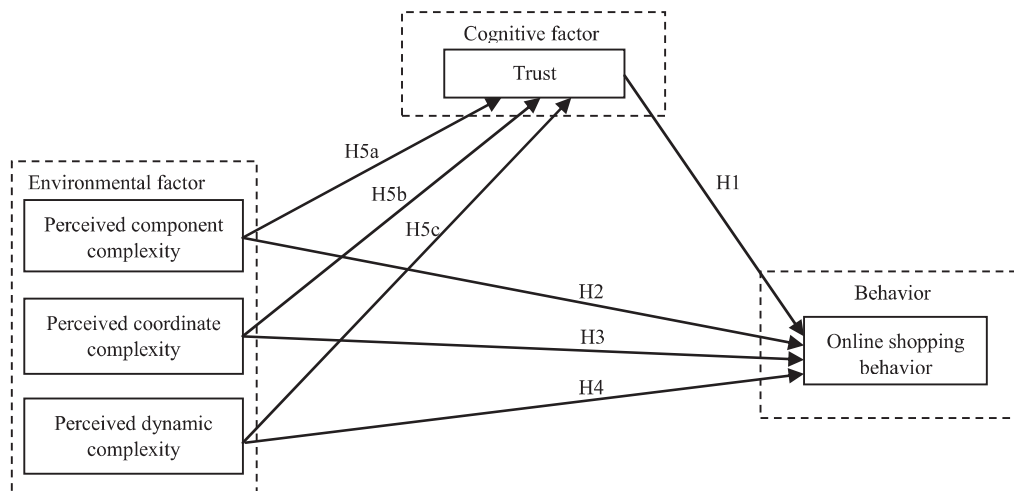 Cognitive factor
Trust
H5a
H1
H5b
Environmental factor
H5c
Perceived component
complexity
H2
Behavior
Perceived coordinate
complexity
H3
Online shopping
behavior
H4
Perceived dynamic
complexity